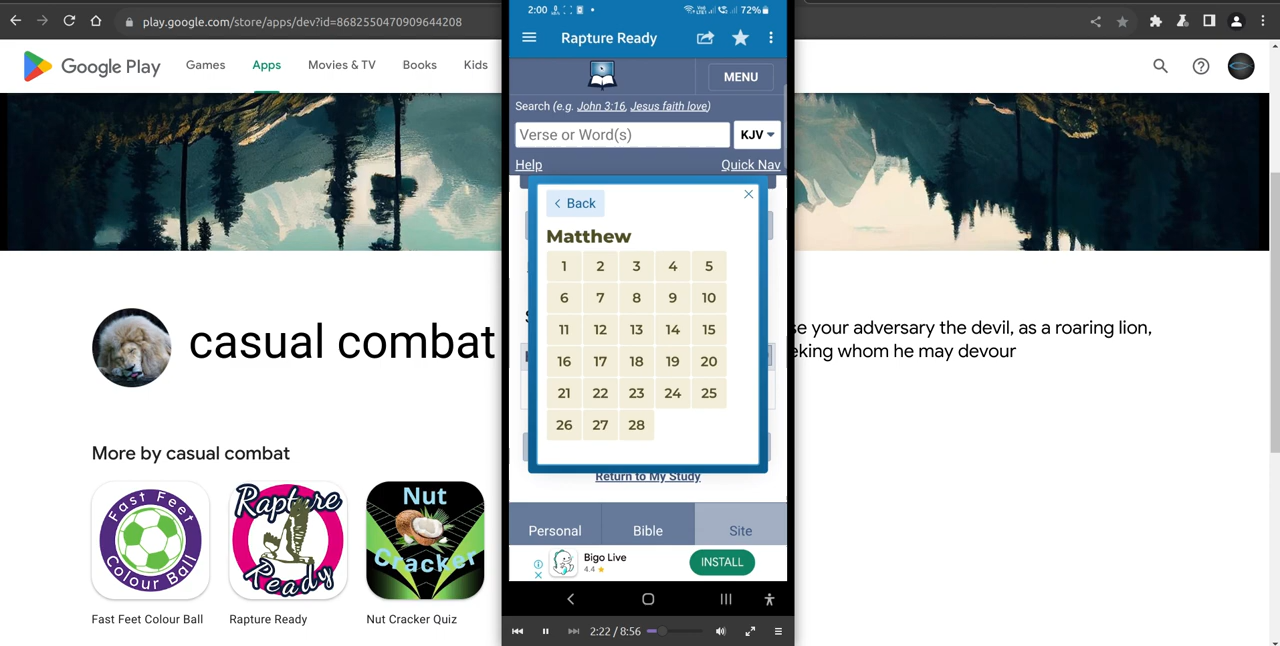 play.google.com/store/apps/dev?id=8682550470909644208
Google Play
Games
Apps
Movies & TV
Books
Kids
casual combat
se your adversary the devil, as a roaring lion,
eking whom he may devour
More by casual combat
Fast Feet
Colour Ball
Rapture
Ready
Nut
Cracker
Fast Feet Colour Ball
Rapture Ready
Nut Cracker Quiz
2:00
72%
Rapture Ready
MENU
Search (e.g. John 3:16, Jesus faith love)
Verse or Word(s)
KJV
Help
Quick Nav
Back
Matthew
1 2 3 4 5
6 7 8 9 10
11 12 13 14 15
16 17 18 19 20
21 22 23 24 25
26 27 28
Return to My Study
Personal
Bible
Site
Bigo Live
4.4
INSTALL
2:22 / 8:56